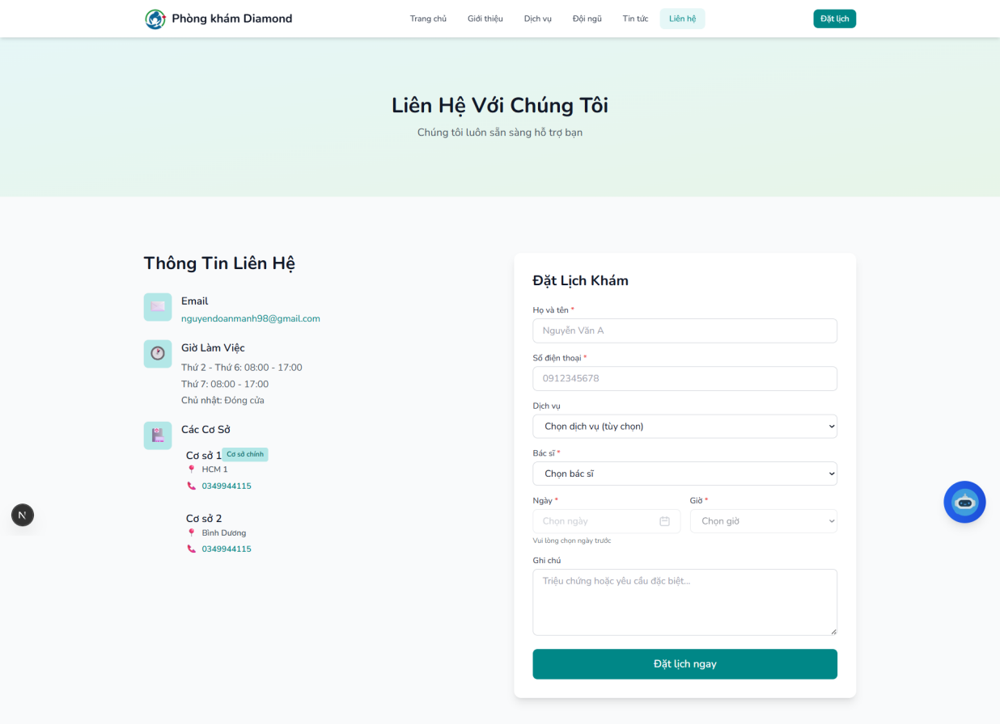 Phòng khám Diamond
Trang chủ
Giới thiệu
Dịch vụ
Đội ngũ
Tin tức
Liên hệ
Đặt lịch
Liên Hệ Với Chúng Tôi
Chúng tôi luôn sẵn sàng hỗ trợ bạn
Thông Tin Liên Hệ
Email
nguyendoanmanh98@gmail.com
Giờ Làm Việc
Thứ 2 - Thứ 6: 08:00 - 17:00
Thứ 7: 08:00 - 17:00
Chủ nhật: Đóng cửa
Các Cơ Sở
Cơ sở 1 Cơ sở chính
HCM 1
0349944115
Cơ sở 2
Bình Dương
0349944115
Đặt Lịch Khám
Họ và tên *
Nguyễn Văn A
Số điện thoại *
0912345678
Dịch vụ
Chọn dịch vụ (tùy chọn)
Bác sĩ *
Chọn bác sĩ
Ngày *
Chọn ngày
Vui lòng chọn ngày trước
Giờ *
Chọn giờ
Ghi chú
Triệu chứng hoặc yêu cầu đặc biệt...
Đặt lịch ngay
N